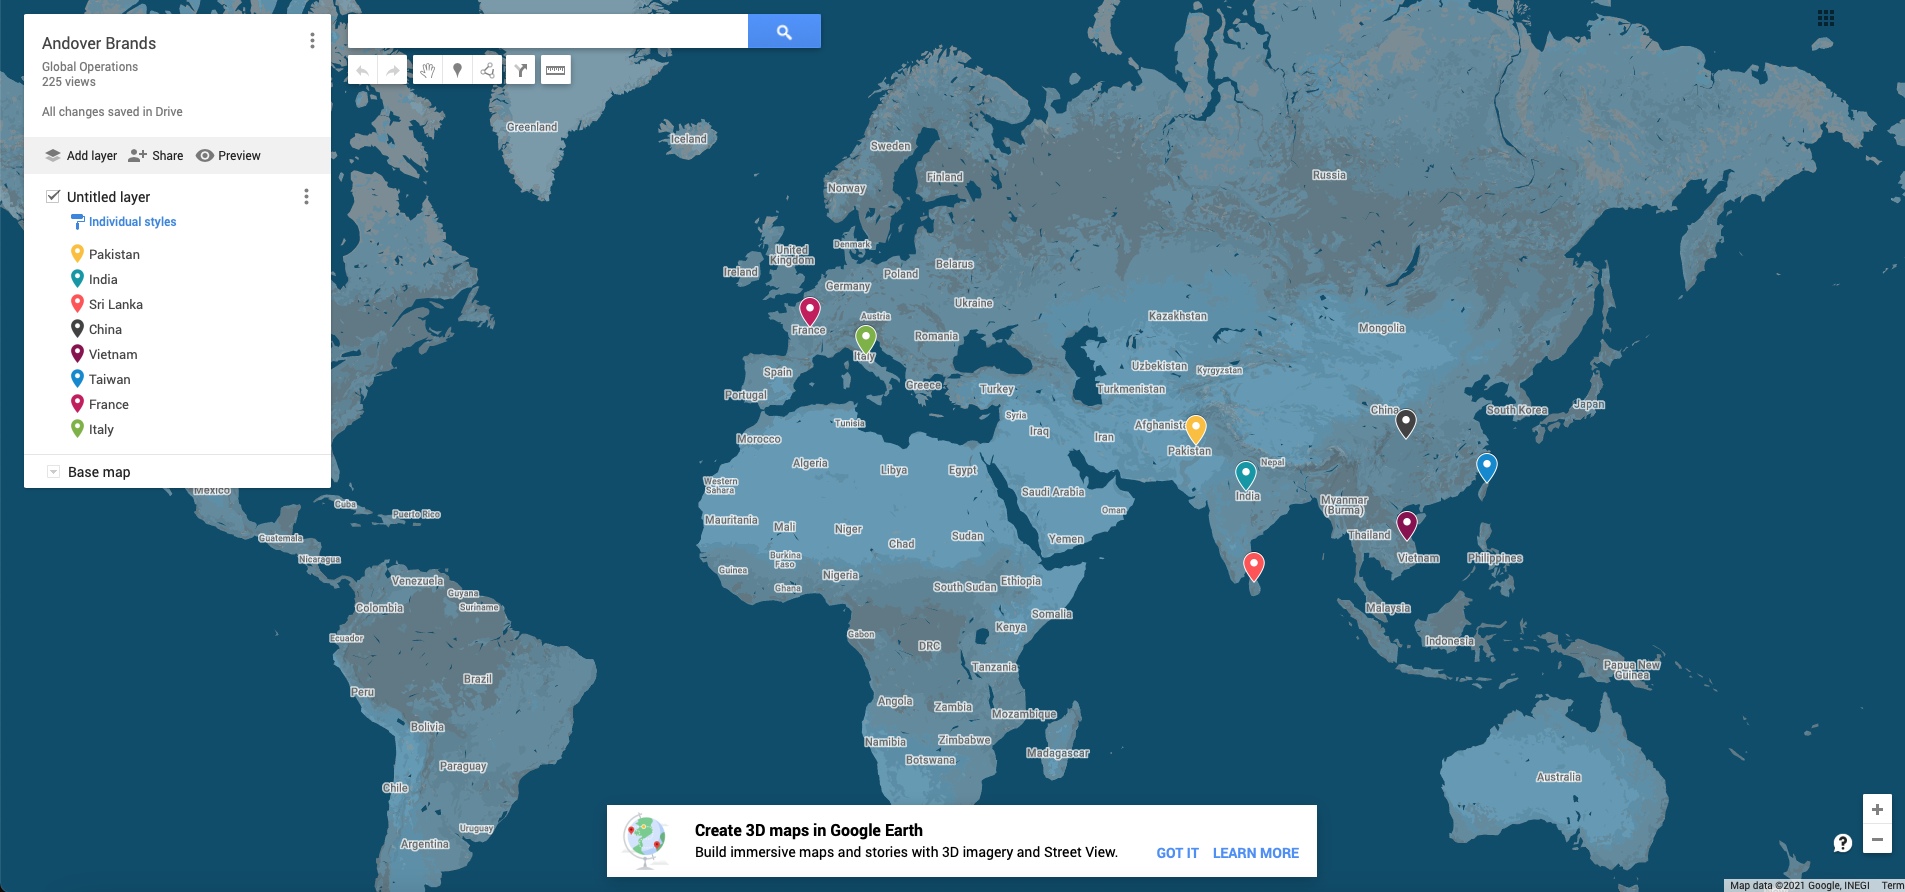 Andover Brands
Global Operations
225 views
All changes saved in Drive
Add layer Share Preview
Untitled layer
Individual styles
Pakistan
India
Sri Lanka
China
Vietnam
Taiwan
France
Italy
Base map
Greenland
Iceland
Sweden
Finland
Norway
Russia
Denmark
United
Kingdom
Ireland
Belarus
Poland
Germany
Ukraine
Austria
France
Romania
Italy
Kazakhstan
Mongolia
Spain
Portugal
Greece
Turkey
Uzbekistan
Kyrgyzstan
Turkmenistan
China
South Korea
Japan
Syria
Tunisia
Morocco
Iraq
Iran
Afghanista
Pakistan
Nepal
Algeria
Libya
Egypt
Western
Sahara
Saudi Arabia
India
Myanmar
(Burma)
Mexico
Cuba
Puerto Rico
Oman
Mauritania
Mali
Niger
Chad
Sudan
Yemen
Thailand
Vietnam
Philippines
Guatemala
Nicaragua
Burkina
Faso
Guinea
Ghana
Nigeria
South Sudan
Ethiopia
Venezuela
Guyana
Suriname
Colombia
Somalia
Malaysia
Ecuador
Gabon
DRC
Kenya
Indonesia
Tanzania
Papua New
Guinea
Brazil
Peru
Angola
Zambia
Mozambique
Bolivia
Namibia
Zimbabwe
Botswana
Madagascar
Paraguay
Chile
Australia
Uruguay
Argentina
Create 3D maps in Google Earth
Build immersive maps and stories with 3D imagery and Street View.
GOT IT LEARN MORE
Map data ©2021 Google, INEGI Term